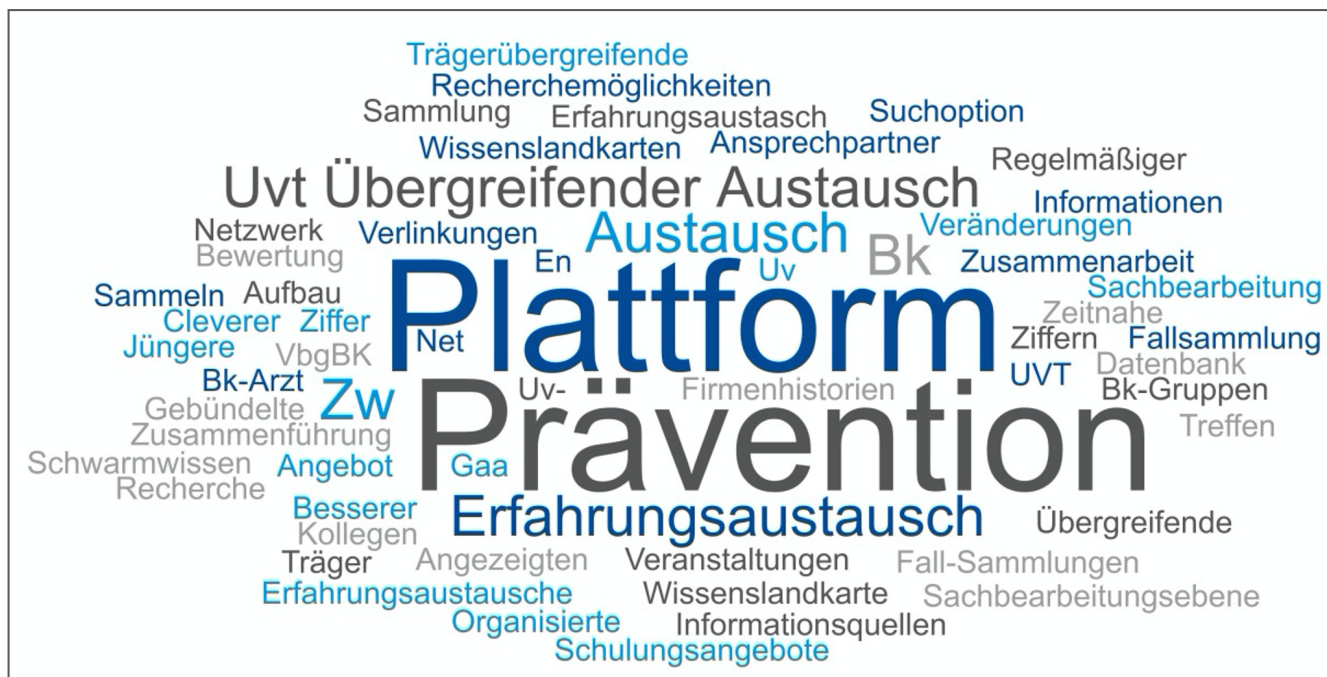 Trägerübergreifende
Recherchemöglichkeiten
Sammlung Erfahrungsaustasch Suchoption
Wissenslandkarten Ansprechpartner
Regelmäßiger
Uvt Übergreifender Austausch
Informationen
Netzwerk Verlinkungen Austausch Veränderungen
Bewertung En Uv Bk Zusammenarbeit
Sammeln Aufbau Plattform Sachbearbeitung
Cleverer Ziffer Zeitnahe
Jüngere VbgBK Net Ziffern Fallsammlung
Bk-Arzt UVT Datenbank
Gebündelte Zw Uv- Firmenhistorien Bk-Gruppen
Zusammenführung Prävention Treffen
Schwarmwissen Angebot Gaa
Recherche
Besserer Erfahrungsaustausch Übergreifende
Kollegen
Träger Angezeigten Veranstaltungen Fall-Sammlungen
Erfahrungsaustausche Wissenslandkarte Sachbearbeitungsebene
Organisierte Informationsquellen
Schulungsangebote